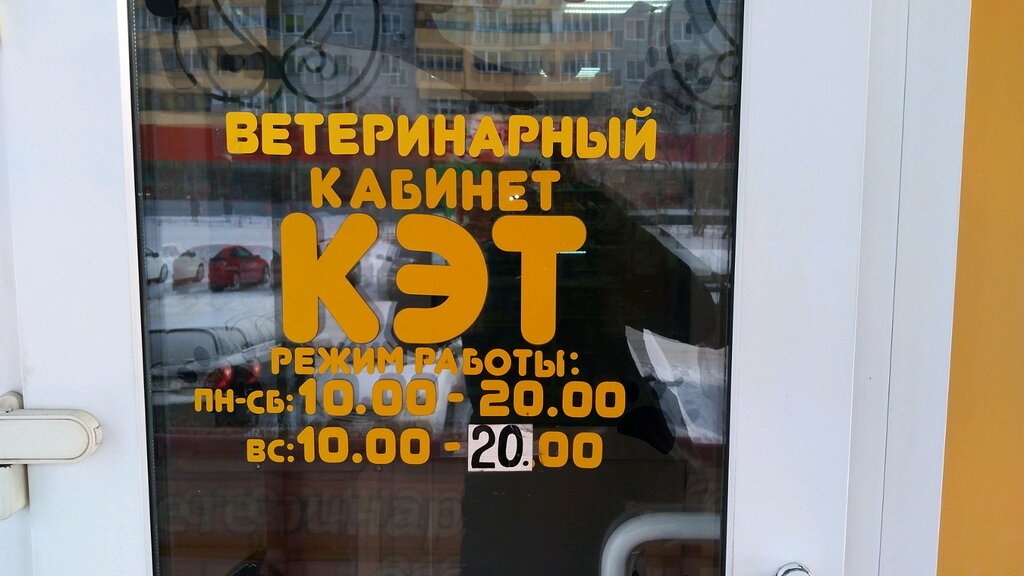 ВЕТЕРИНАРНЫЙ
КАБИНЕТ
КЭТ
РЕЖИМ РАБОТЫ:
ПН-СБ: 10.00 - 20.00
ВС: 10.00 - 20.00